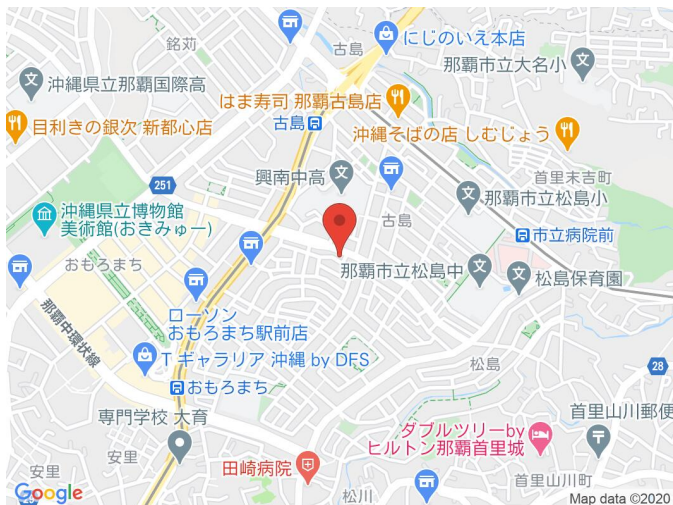 銘苅
古島
にじのいえ本店
那覇市立大名小
沖縄県立那覇国際高
はま寿司 那覇古島店
目利きの銀次 新都心店
古島
沖縄そばの店 しむじょう
興南中高
首里末吉町
251
那覇市立松島小
沖縄県立博物館
美術館(おきみゅー)
古島
市立病院前
おもろまち
那覇市立松島中
松島保育園
那覇中環状線
ローソン
おもろまち駅前店
T ギャラリア 沖縄 by DFS
松島
28
おもろまち
専門学校 大育
ダブルツリーby
ヒルトン那覇首里城
首里山川郵便
安里
安里
田崎病院
首里山川町
松川
Google
Map data ©2020